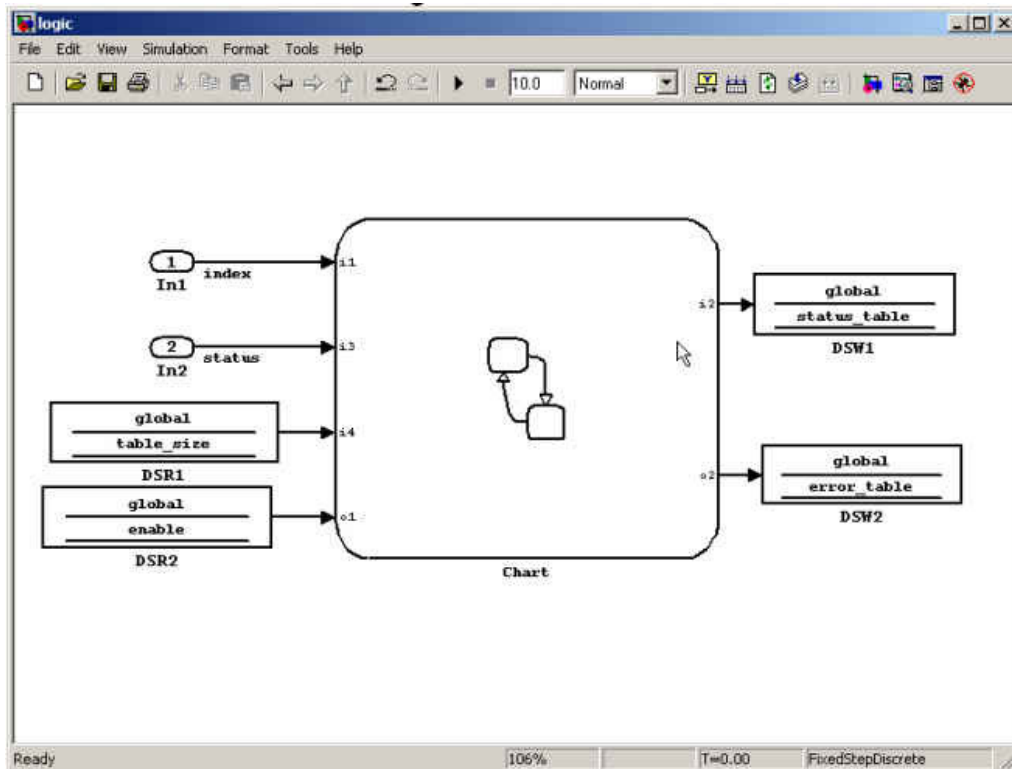 logic
File Edit View Simulation Format Tools Help
10.0 Normal
1
In1
index
i1
2
In2
status
i3
global
table_size
DSR1
i4
global
enable
DSR2
o1
Chart
i2
global
status_table
DSW1
o2
global
error_table
DSW2
Ready 106% T=0.00 FixedStepDiscrete